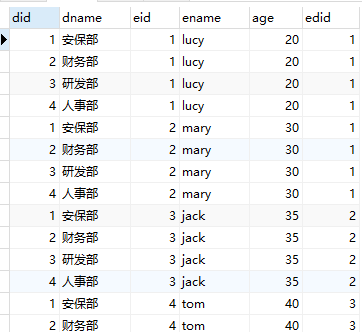 did dname eid ename age edid
1 安保部 1 lucy 20 1
2 财务部 1 lucy 20 1
3 研发部 1 lucy 20 1
4 人事部 1 lucy 20 1
1 安保部 2 mary 30 1
2 财务部 2 mary 30 1
3 研发部 2 mary 30 1
4 人事部 2 mary 30 1
1 安保部 3 jack 35 2
2 财务部 3 jack 35 2
3 研发部 3 jack 35 2
4 人事部 3 jack 35 2
1 安保部 4 tom 40 3
2 财务部 4 tom 40 3